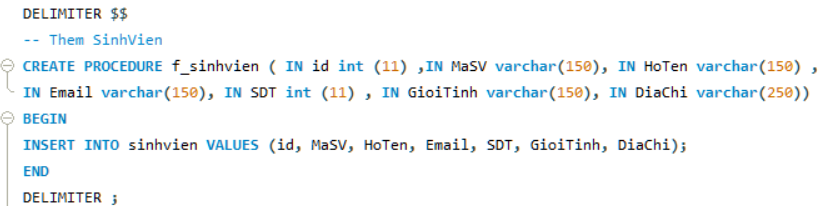 DELIMITER $$
-- Them SinhVien
CREATE PROCEDURE f_sinhvien ( IN id int (11) ,IN MaSV varchar(150), IN HoTen varchar(150) ,
IN Email varchar(150), IN SDT int (11) , IN GioiTinh varchar(150), IN DiaChi varchar(250))
BEGIN
INSERT INTO sinhvien VALUES (id, MaSV, HoTen, Email, SDT, GioiTinh, DiaChi);
END
DELIMITER ;